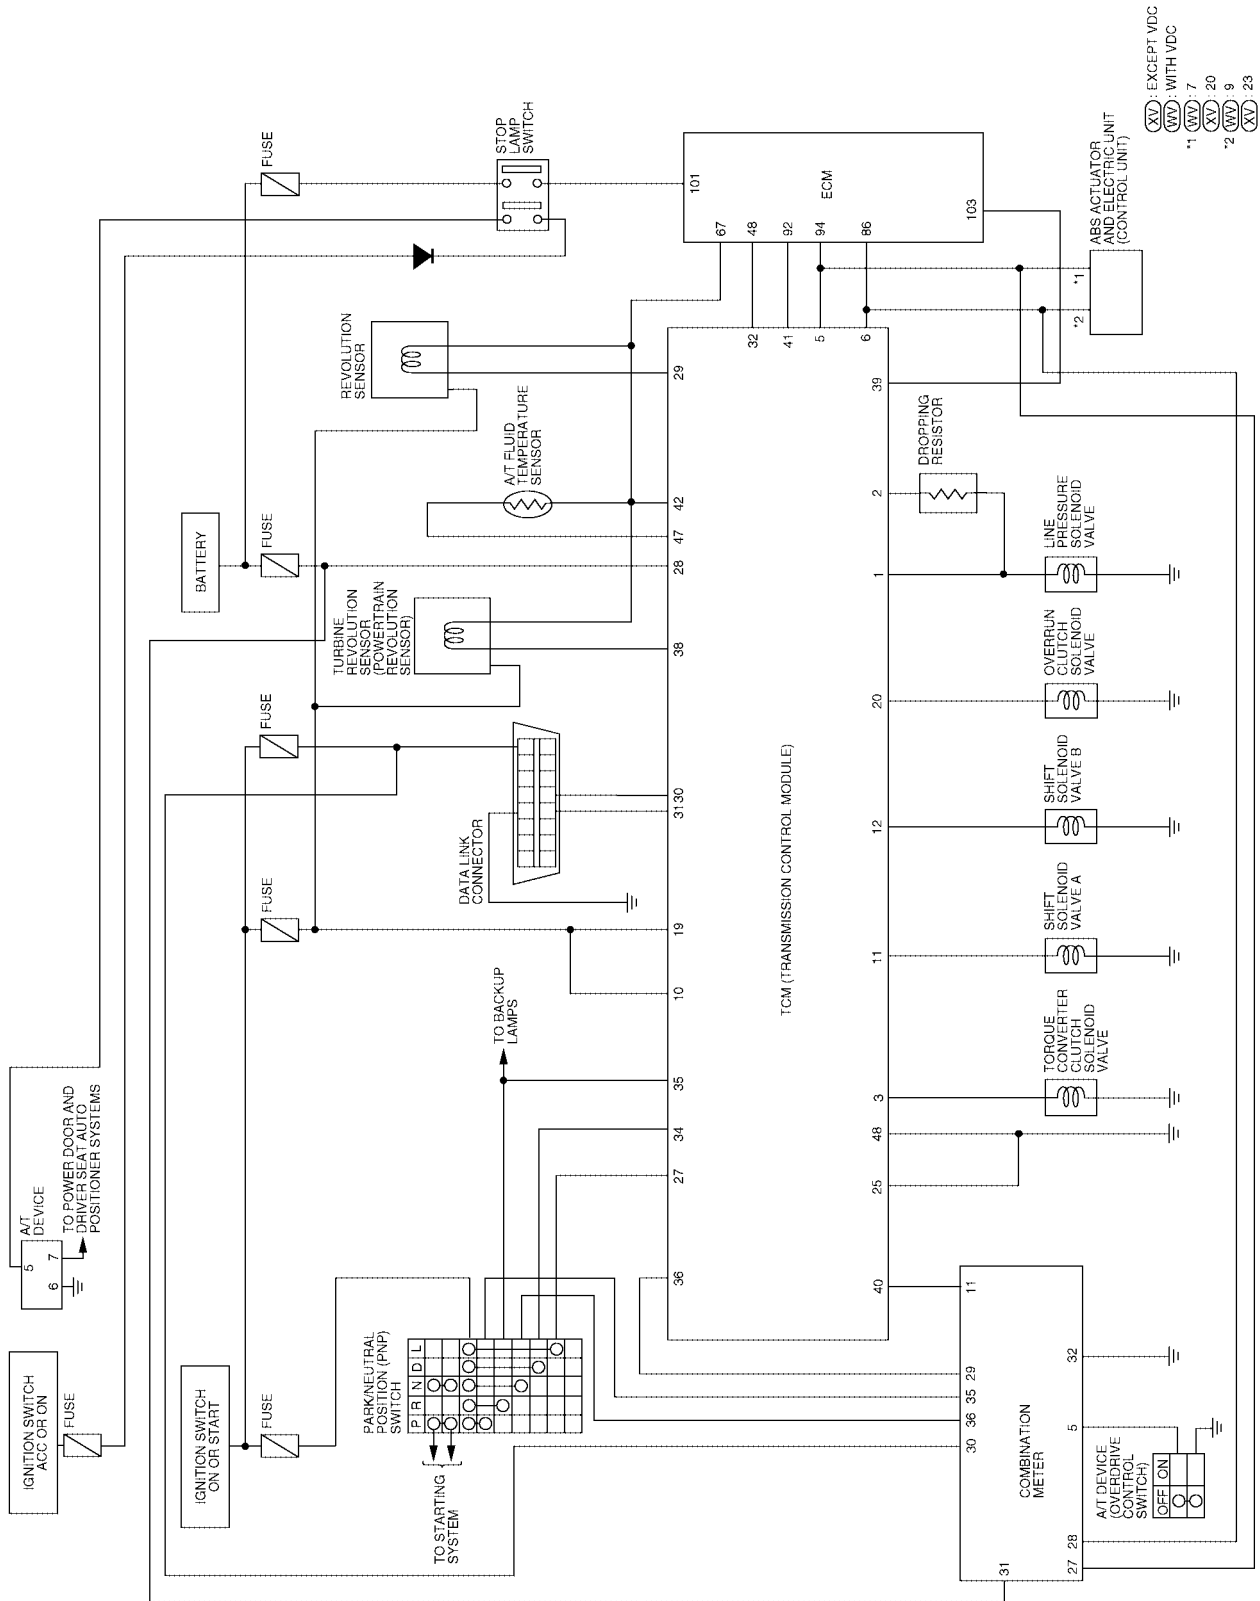 IGNITION SWITCH
ACC OR ON
FUSE
A/T
DEVICE
5
6
7
TO POWER DOOR AND
DRIVER SEAT AUTO
POSITIONER SYSTEMS
IGNITION SWITCH
ON OR START
FUSE
FUSE
FUSE
BATTERY
FUSE
FUSE
STOP
LAMP
SWITCH
REVOLUTION
SENSOR
A/T FLUID
TEMPERATURE
SENSOR
TURBINE
REVOLUTION
SENSOR
(POWERTRAIN
REVOLUTION
SENSOR)
DATA LINK
CONNECTOR
TO BACKUP
LAMPS
PARK/NEUTRAL
POSITION (PNP)
SWITCH
P R N D L
TO STARTING
SYSTEM
101
ECM
103
67
48
92
94
86
36
27
34
35
10
19
31
30
38
28
47
42
29
32
41
5
6
TCM (TRANSMISSION CONTROL MODULE)
40
25
48
3
11
12
20
1
2
39
*2
*1
ABS ACTUATOR
AND ELECTRIC UNIT
(CONTROL UNIT)
DROPPING
RESISTOR
TORQUE
CONVERTER
CLUTCH
SOLENOID
VALVE
SHIFT
SOLENOID
VALVE A
SHIFT
SOLENOID
VALVE B
OVERRUN
CLUTCH
SOLENOID
VALVE
LINE
PRESSURE
SOLENOID
VALVE
30
36
35
29
11
31
COMBINATION
METER
27
28
5
32
A/T DEVICE
(OVERDRIVE
CONTROL
SWITCH)
OFF ON
XV : EXCEPT VDC
WV : WITH VDC
*1 WV : 7
XV : 20
*2 WV : 9
XV : 23